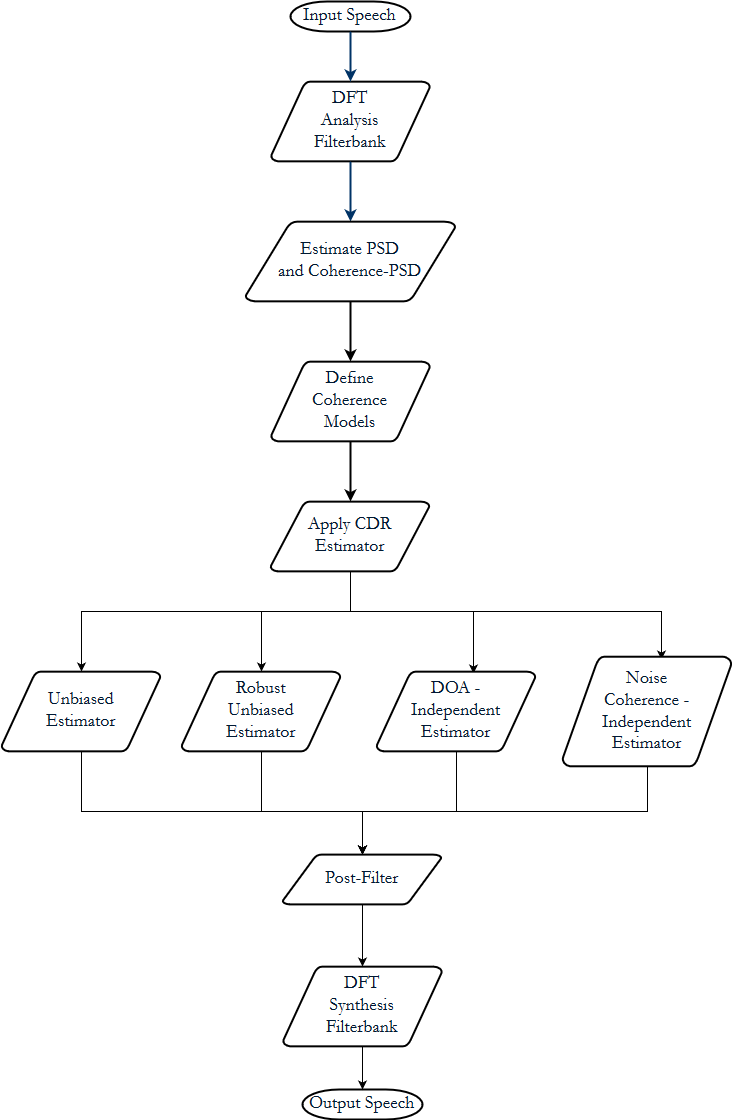 Input Speech
DFT
Analysis
Filterbank
Estimate PSD
and Coherence-PSD
Define
Coherence
Models
Apply CDR
Estimator
Unbiased
Estimator
Robust
Unbiased
Estimator
DOA -
Independent
Estimator
Noise
Coherence -
Independent
Estimator
Post-Filter
DFT
Synthesis
Filterbank
Output Speech